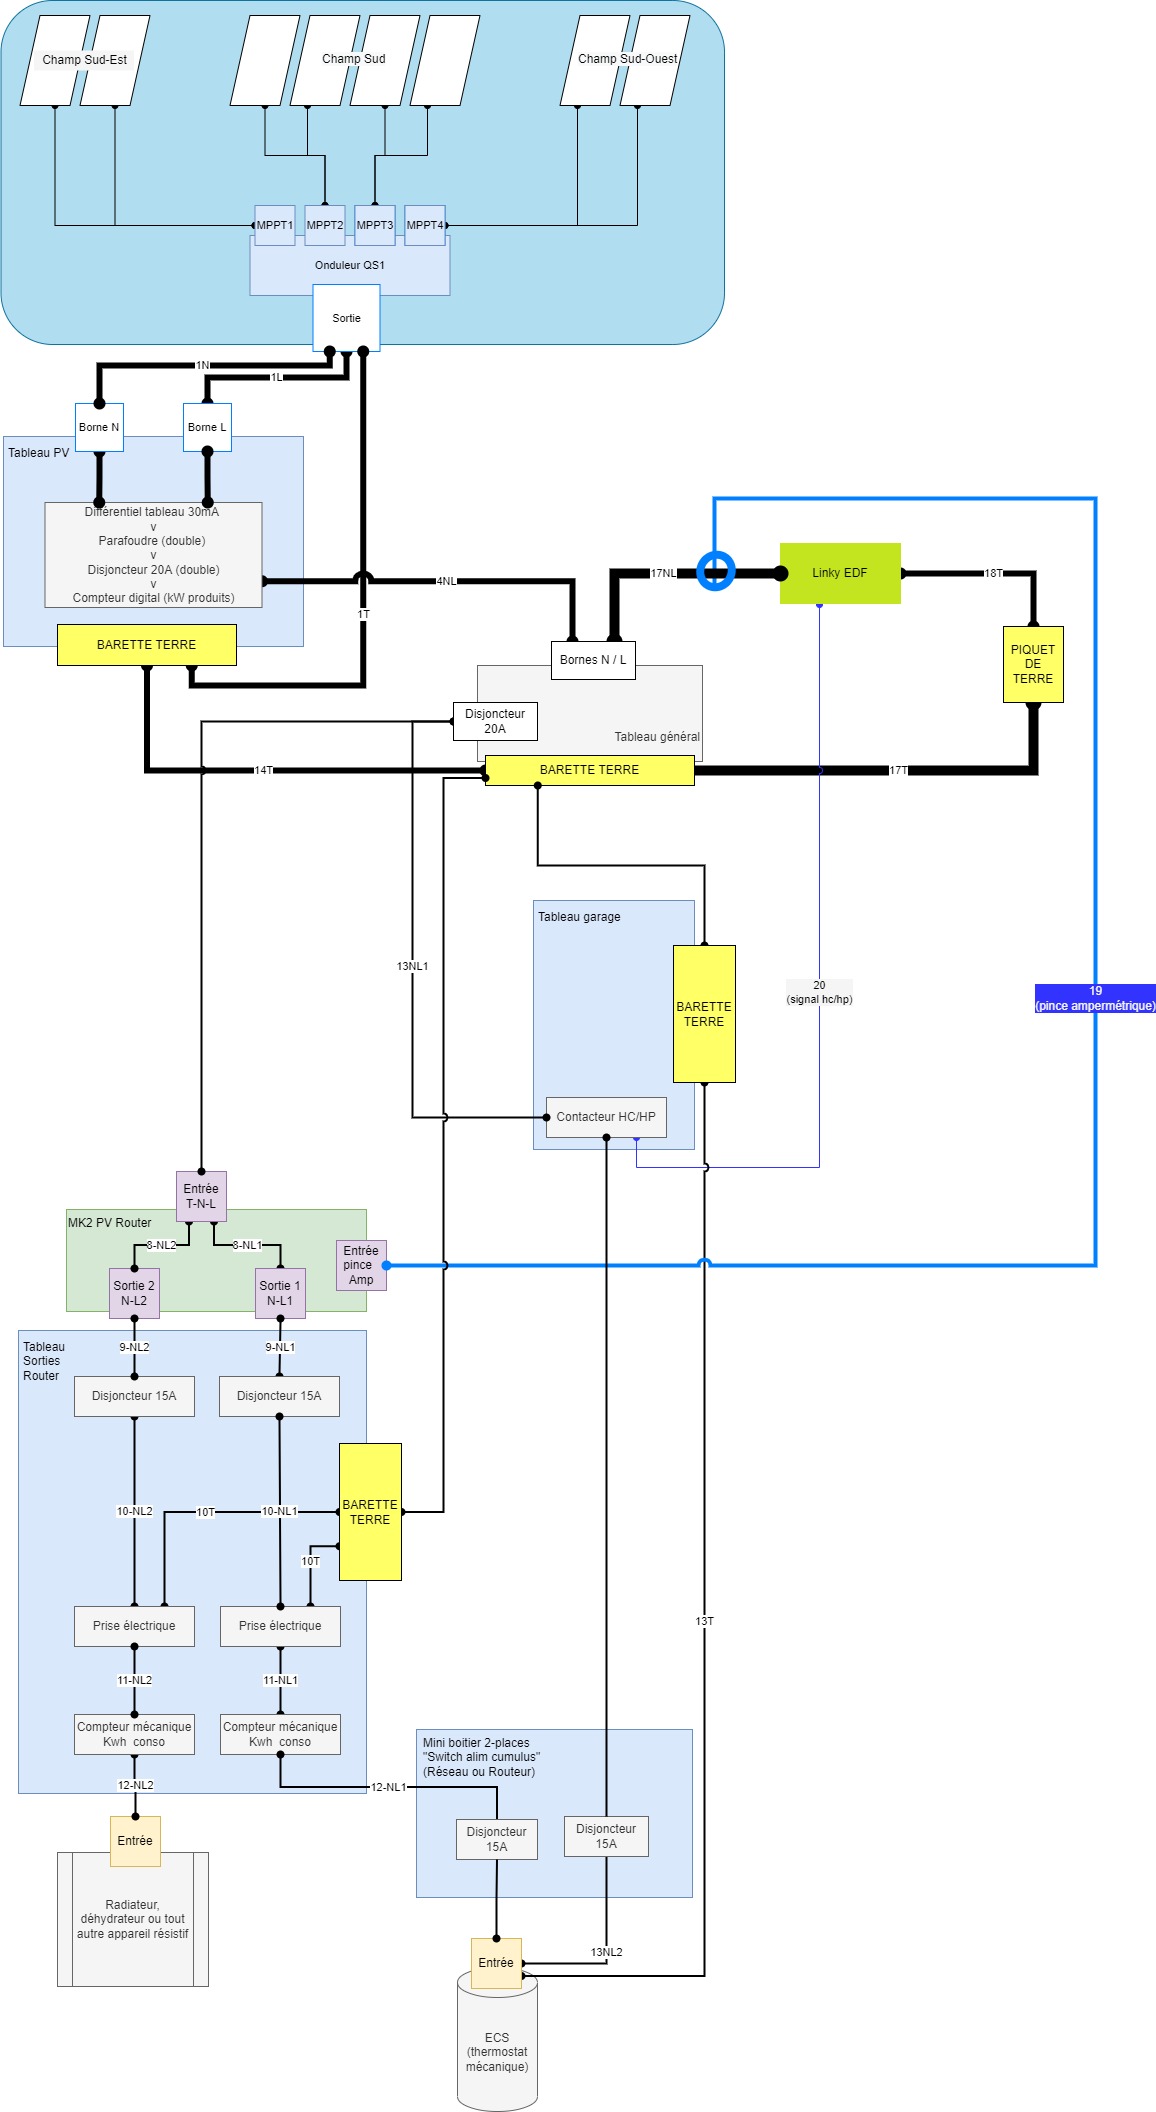 Champ Sud-Est
Champ Sud
Champ Sud-Ouest
MPPT1
MPPT2
MPPT3
MPPT4
Onduleur QS1
Sortie
1N
1L
Borne N
Borne L
Tableau PV
Différentiel tableau 30mA
v
Parafoudre (double)
v
Disjoncteur 20A (double)
v
Compteur digital (kW produits)
4NL
17NL
Linky EDF
18T
1T
BARETTE TERRE
PIQUET
DE
TERRE
Bornes N / L
Disjoncteur
20A
Tableau général
14T
BARETTE TERRE
17T
Tableau garage
13NL1
BARETTE
TERRE
20
(signal hc/hp)
19
(pince ampermétrique)
Contacteur HC/HP
Entrée
T-N-L
MK2 PV Router
8-NL2
8-NL1
Entrée
pince
Amp
Sortie 2
N-L2
Sortie 1
N-L1
Tableau
Sorties
Router
9-NL2
9-NL1
Disjoncteur 15A
Disjoncteur 15A
10-NL2
10T
10-NL1
BARETTE
TERRE
10T
Prise électrique
Prise électrique
13T
11-NL2
11-NL1
Compteur mécanique
Kwh  conso
Compteur mécanique
Kwh  conso
Mini boitier 2-places
"Switch alim cumulus"
(Réseau ou Routeur)
12-NL2
12-NL1
Disjoncteur
15A
Disjoncteur
15A
Entrée
Radiateur,
déhydrateur ou tout
autre appareil résistif
13NL2
Entrée
ECS
(thermostat
mécanique)